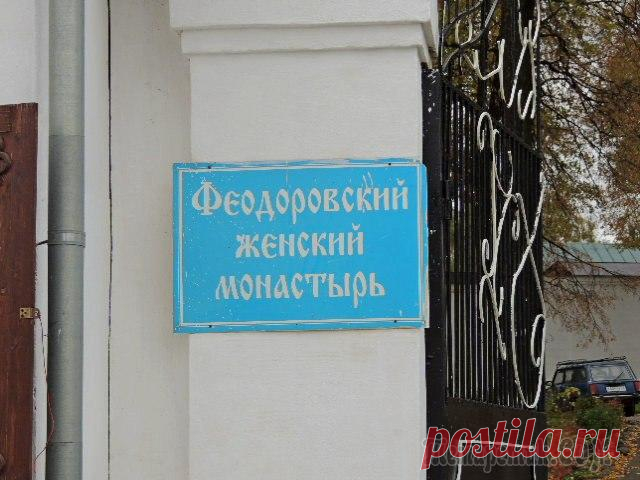 Феодоровский
женский
монастырь
postila.ru